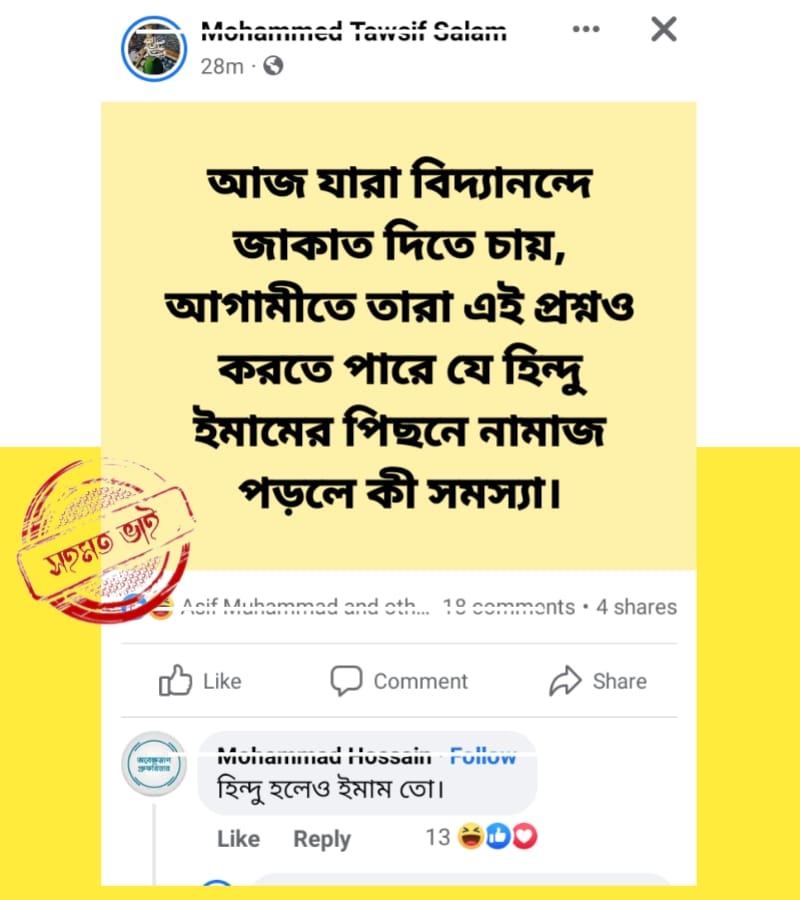 Mohammed Tawsif Salam
28m ·
আজ যারা বিদ্যানন্দে
জাকাত দিতে চায়,
আগামীতে তারা এই প্রশ্নও
করতে পারে যে হিন্দু
ইমামের পিছনে নামাজ
পড়লে কী সমস্যা।
সহমত ভাই
Asif Muhammad and oth... 18 comments • 4 shares
Like Comment Share
Mohammad Hossain · Follow
হিন্দু হলেও ইমাম তো।
Like Reply 13